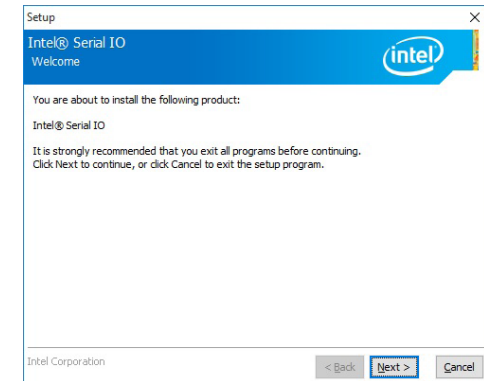 Setup
Intel® Serial IO
Welcome
intel
You are about to install the following product:
Intel® Serial IO
It is strongly recommended that you exit all programs before continuing.
Click Next to continue, or click Cancel to exit the setup program.
Intel Corporation
< Back Next > Cancel